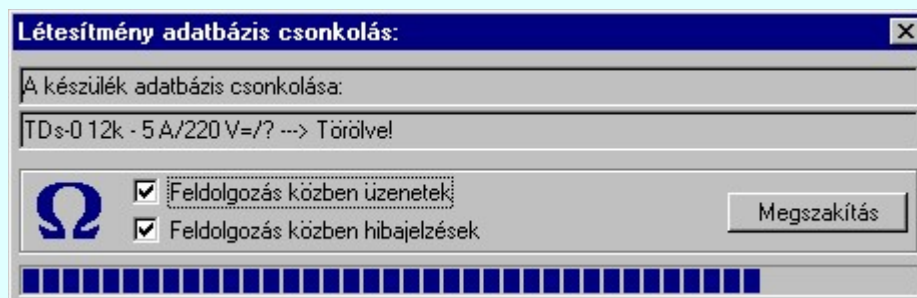 Létesítmény adatbázis csonkolás:
A készülék adatbázis csonkolása:
TDs-0 12k - 5 A/220 V=/? ---> Törölve!
Feldolgozás közben üzenetek
Feldolgozás közben hibajelzések
Megszakítás